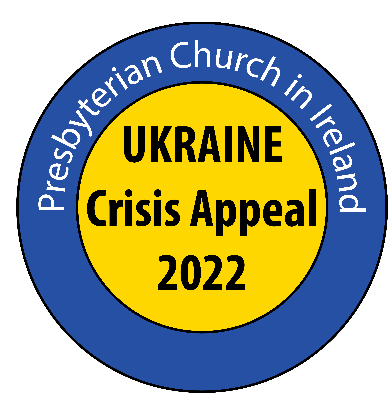 Presbyterian Church in Ireland
UKRAINE
Crisis Appeal
2022